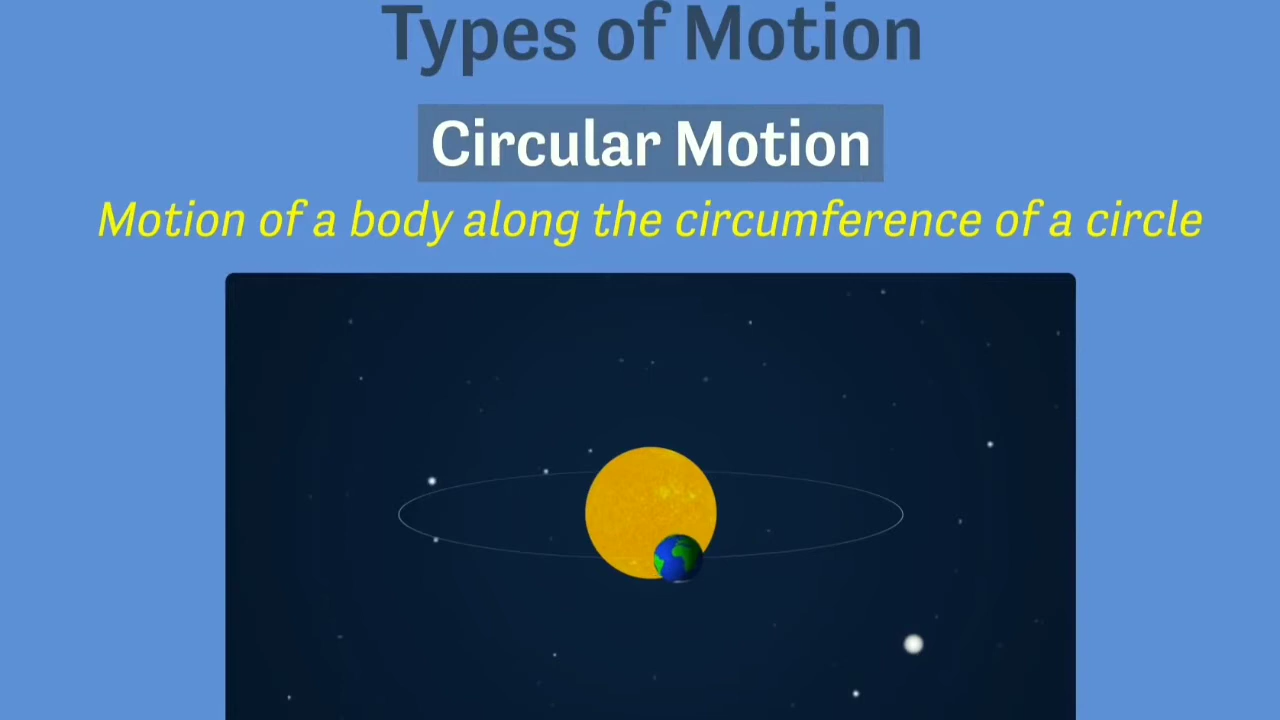 Types of Motion
Circular Motion
Motion of a body along the circumference of a circle